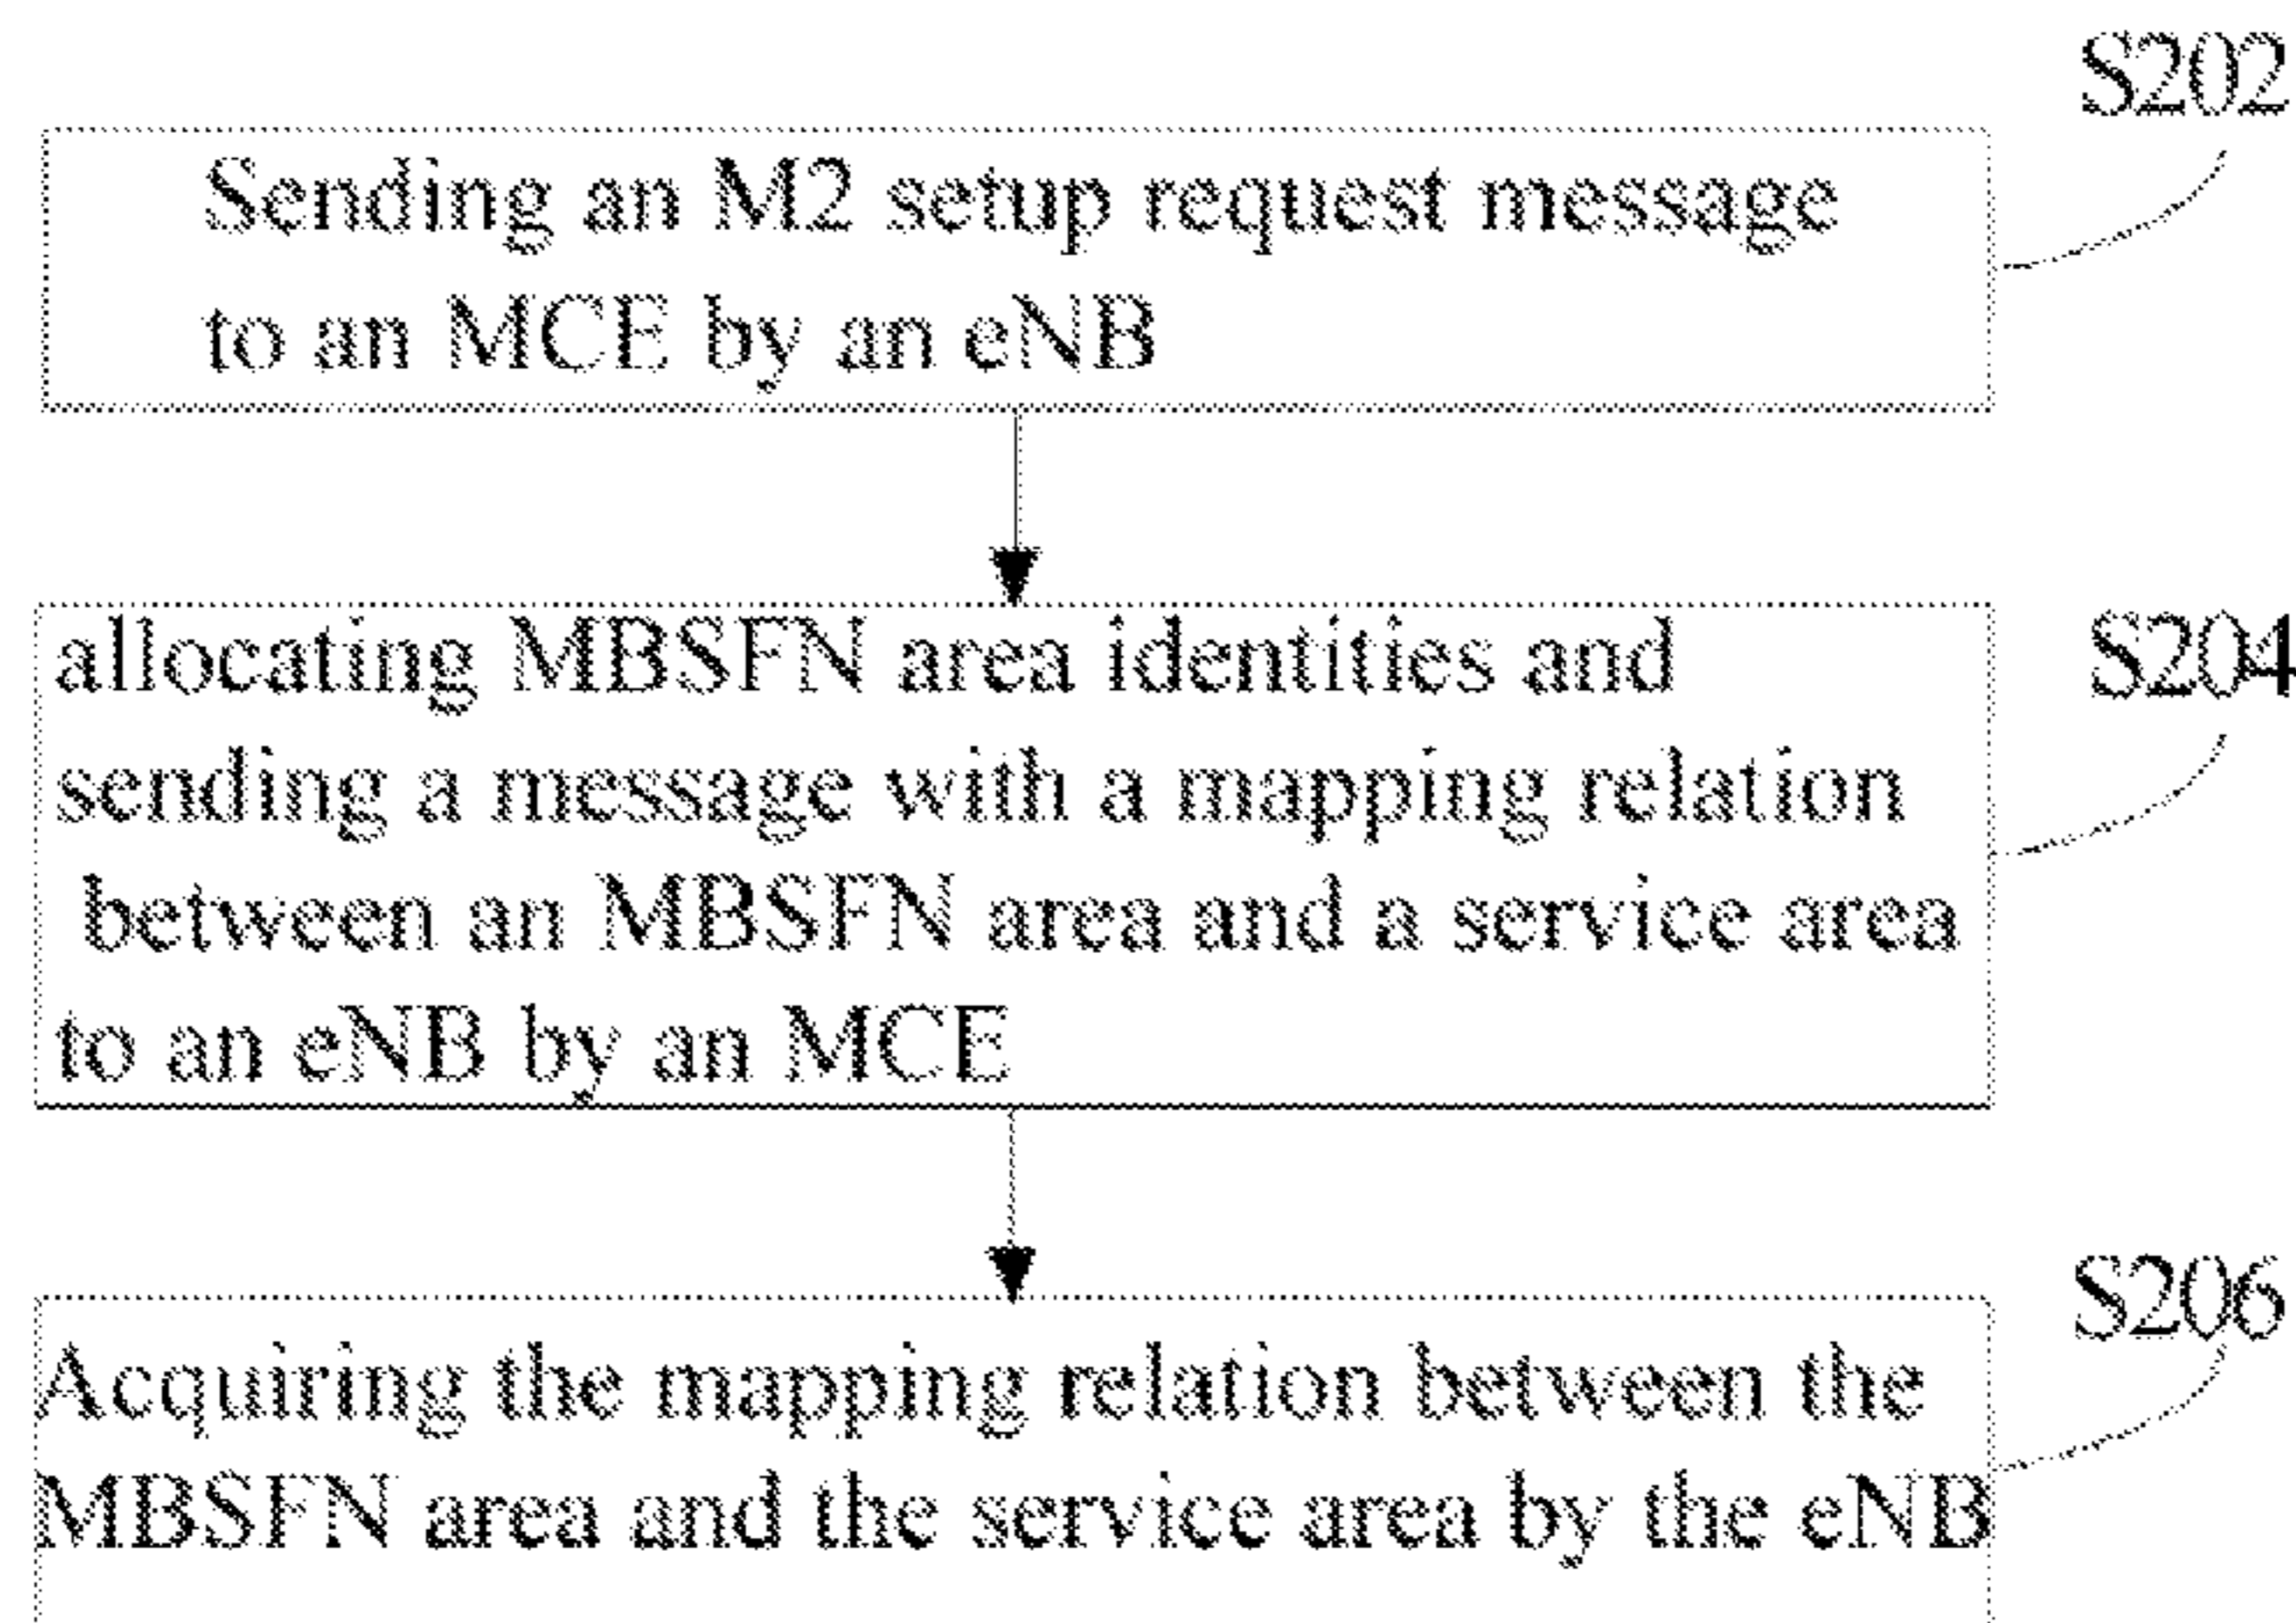 S202
Sending an M2 setup request message
to an MCE by an eNB
S204
allocating MBSFN area identities and
sending a message with a mapping relation
between an MBSFN area and a service area
to an eNB by an MCE
S206
Acquiring the mapping relation between the
MBSFN area and the service area by the eNB